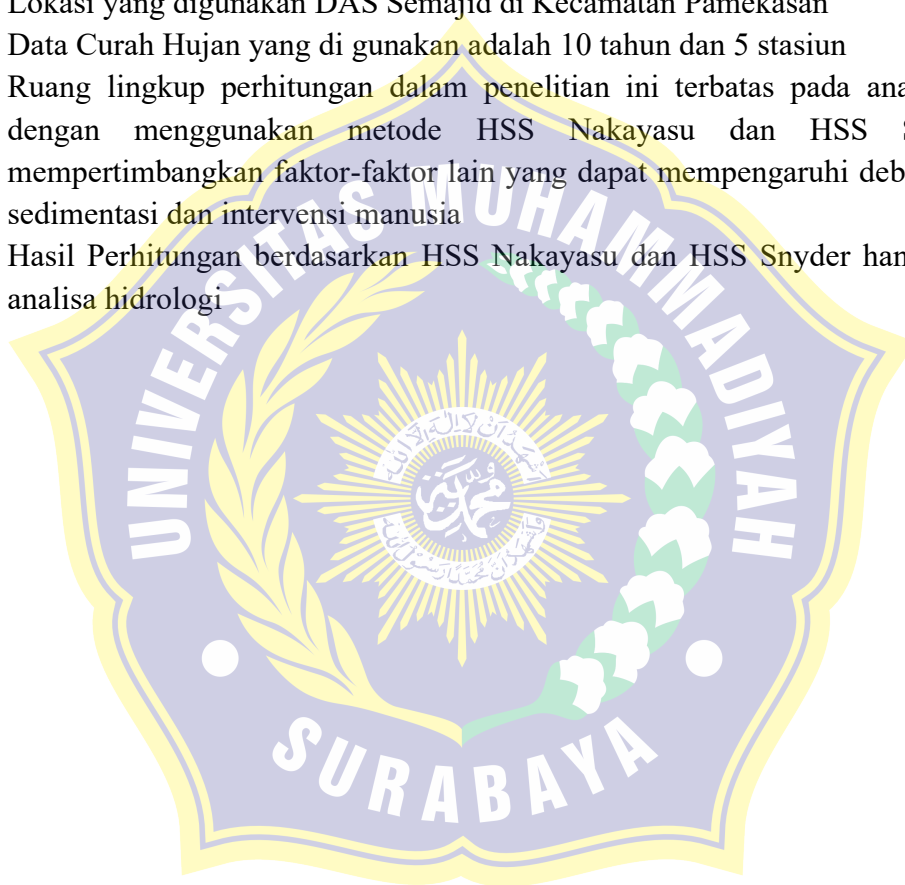 Lokasi yang digunakan DAS Semajid di Kecamatan Pamekasan
Data Curah Hujan yang di gunakan adalah 10 tahun dan 5 stasiun
Ruang lingkup perhitungan dalam penelitian ini terbatas pada ana
dengan menggunakan metode HSS Nakayasu dan HSS S
mempertimbangkan faktor-faktor lain yang dapat mempengaruhi deb
sedimentasi dan intervensi manusia
Hasil Perhitungan berdasarkan HSS Nakayasu dan HSS Snyder han
analisa hidrologi
UNIVERSITAS MUHAMMADIYAH
SURABAYA